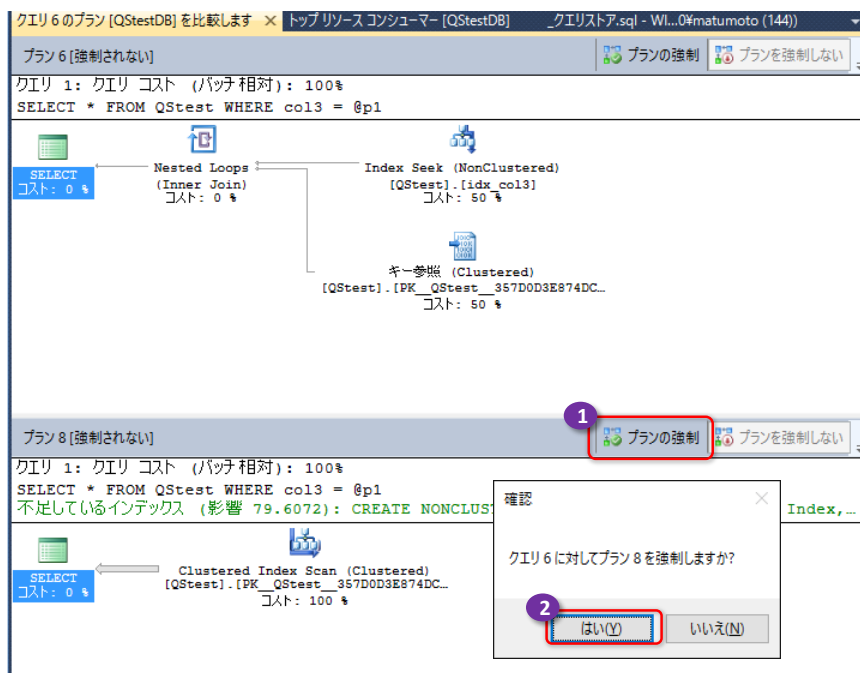 クエリ 6 のプラン [QStestDB] を比較します ×
トップ リソース コンシューマー [QStestDB]
_クエリストア.sql - WI...0¥matumoto (144))
プラン 6 [強制されない]
プランの強制
プランを強制しない
クエリ 1: クエリ コスト (バッチ相対): 100%
SELECT * FROM QStest WHERE col3 = @p1
SELECT
コスト: 0 %
Nested Loops
(Inner Join)
コスト: 0 %
Index Seek (NonClustered)
[QStest].[idx_col3]
コスト: 50 %
キー参照 (Clustered)
[QStest].[PK__QStest__357D0D3E874DC...
コスト: 50 %
1
プラン 8 [強制されない]
プランの強制
プランを強制しない
クエリ 1: クエリ コスト (バッチ相対): 100%
SELECT * FROM QStest WHERE col3 = @p1
不足しているインデックス (影響 79.6072): CREATE NONCLUST
Index,...
SELECT
コスト: 0 %
Clustered Index Scan (Clustered)
[QStest].[PK__QStest__357D0D3E874DC...
コスト: 100 %
確認
×
クエリ 6 に対してプラン 8 を強制しますか?
2
はい(Y)
いいえ(N)